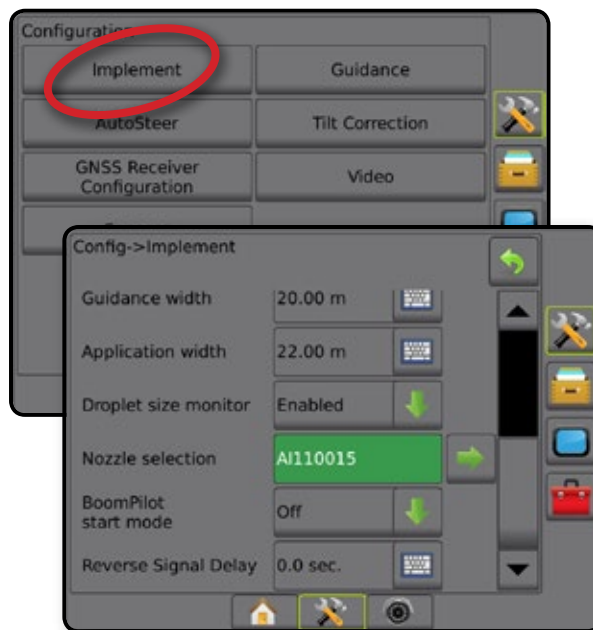 Configuration
Implement
Guidance
AutoSteer
Tilt Correction
GNSS Receiver
Configuration
Video
Config->Implement
Guidance width
20.00 m
Application width
22.00 m
Droplet size monitor
Enabled
Nozzle selection
AI110015
BoomPilot
start mode
Off
Reverse Signal Delay
0.0 sec.